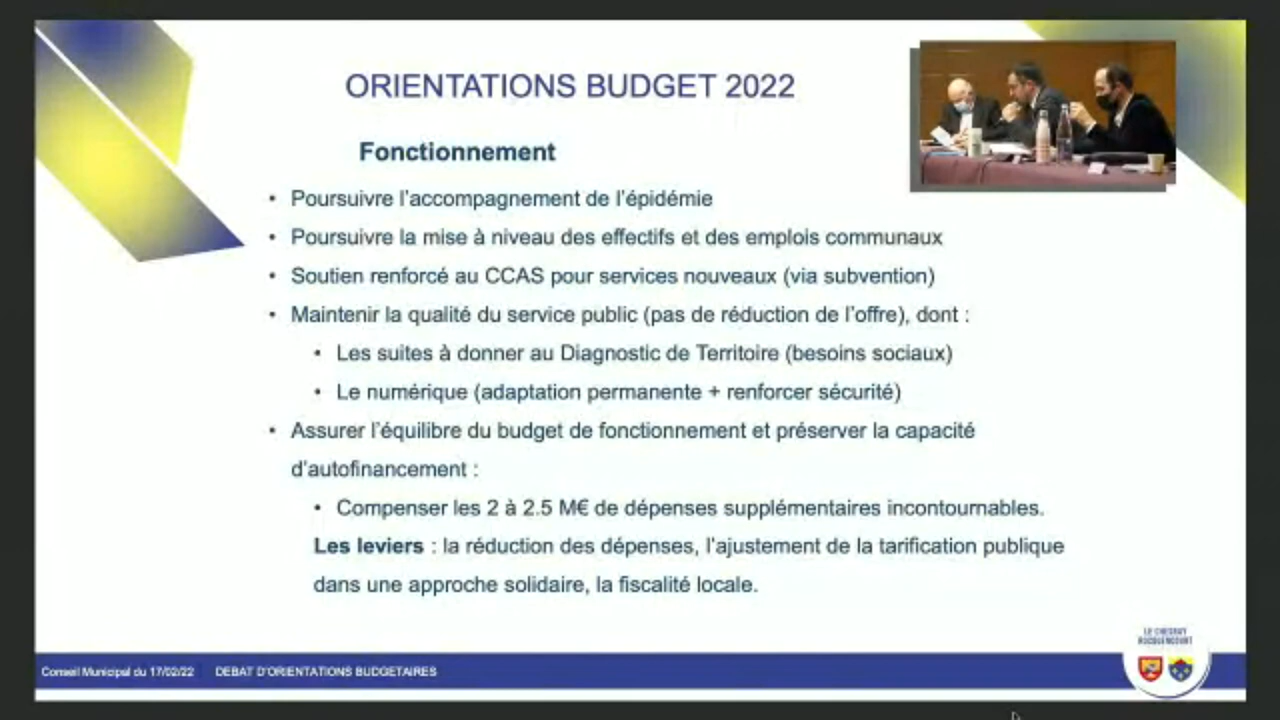 ORIENTATIONS BUDGET 2022
Fonctionnement
• Poursuivre l'accompagnement de l'épidémie
• Poursuivre la mise à niveau des effectifs et des emplois communaux
• Soutien renforcé au CCAS pour services nouveaux (via subvention)
• Maintenir la qualité du service public (pas de réduction de l'offre), dont :
• Les suites à donner au Diagnostic de Territoire (besoins sociaux)
• Le numérique (adaptation permanente + renforcer sécurité)
• Assurer l'équilibre du budget de fonctionnement et préserver la capacité
d'autofinancement :
• Compenser les 2 à 2.5 M€ de dépenses supplémentaires incontournables.
Les leviers : la réduction des dépenses, l'ajustement de la tarification publique
dans une approche solidaire, la fiscalité locale.
LE CHESNAY
ROCQUENCOURT
Conseil Municipal du 17/02/22 DEBAT D'ORIENTATIONS BUDGETAIRES